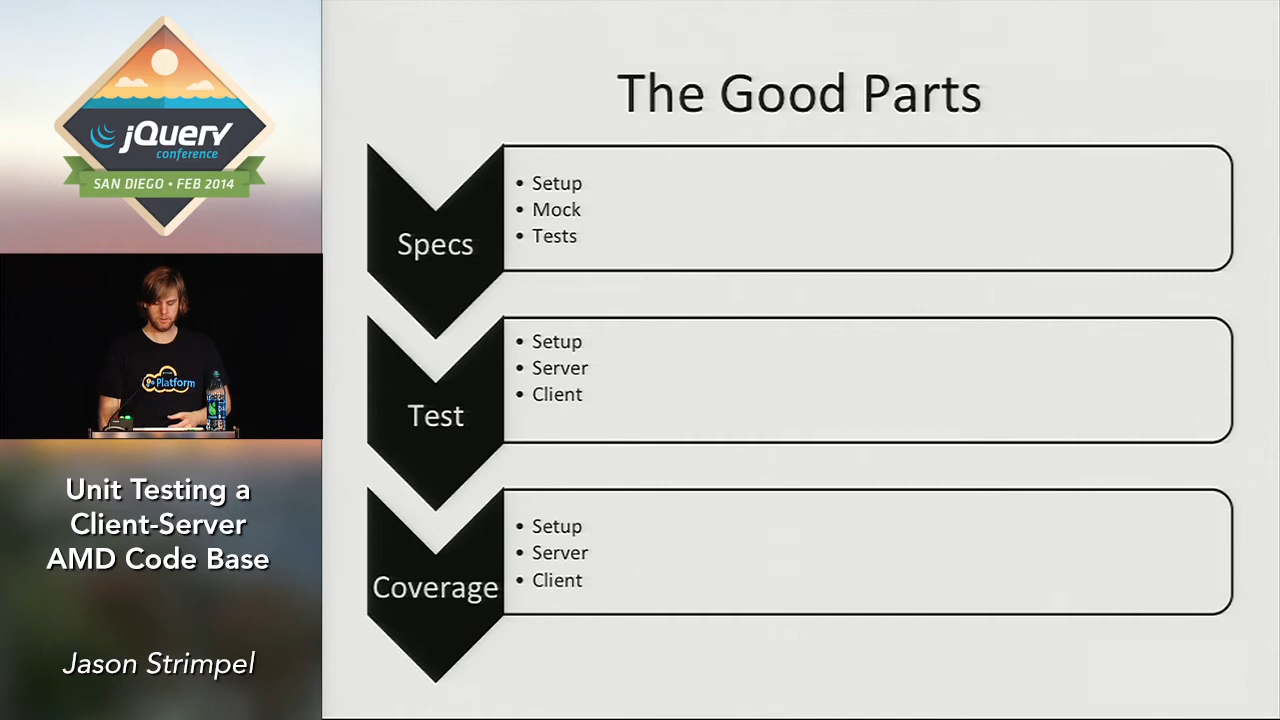 jQuery
conference
SAN DIEGO • FEB 2014
Platform
Unit Testing a
Client-Server
AMD Code Base
Jason Strimpel
The Good Parts
Specs
• Setup
• Mock
• Tests
Test
• Setup
• Server
• Client
Coverage
• Setup
• Server
• Client